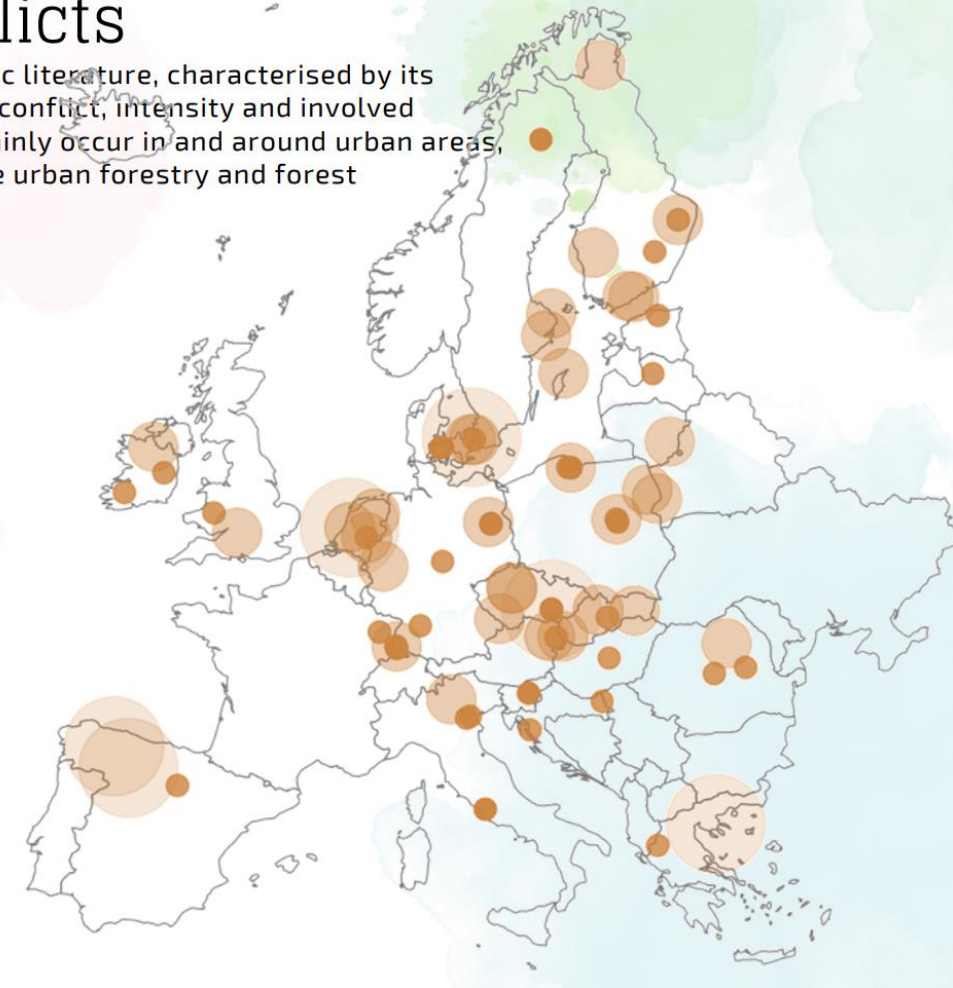 licts
c literature, characterised by its
conflict, intensity and involved
inly occur in and around urban areas,
e urban forestry and forest